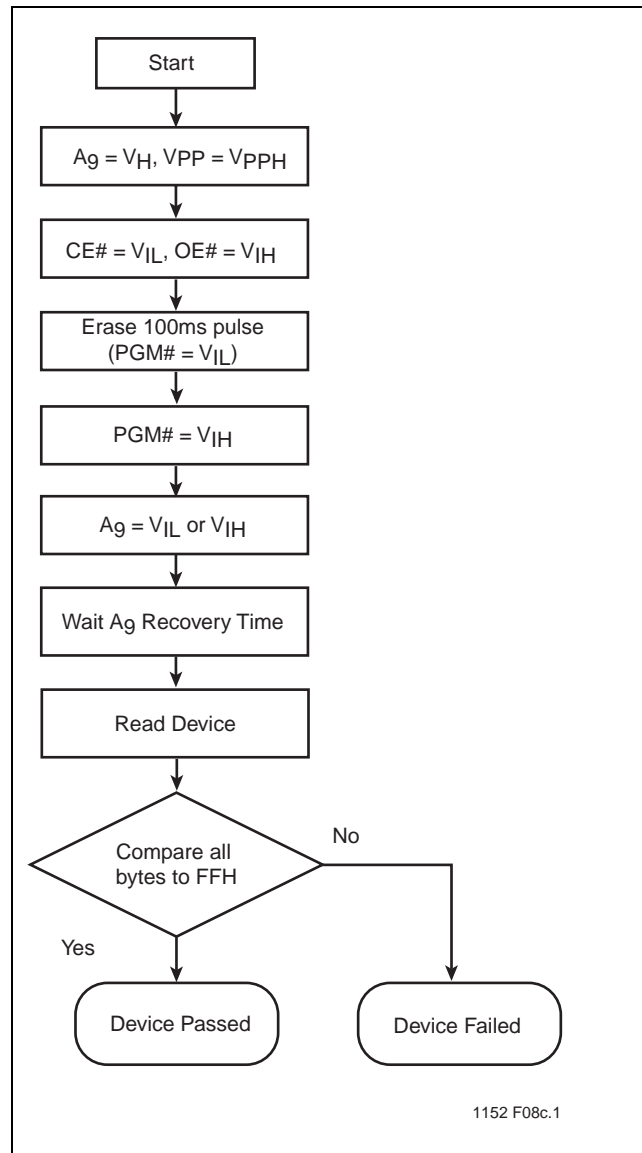 Start
A9 = VH, VPP = VPPH
CE# = VIL, OE# = VIH
Erase 100ms pulse
(PGM# = VIL)
PGM# = VIH
A9 = VIL or VIH
Wait A9 Recovery Time
Read Device
Compare all
bytes to FFH
No
Yes
Device Passed
Device Failed
1152 F08c.1